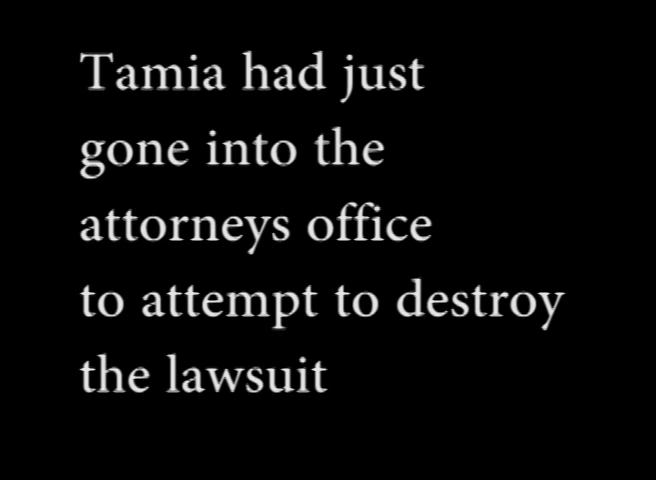 Tamia had just
gone into the
attorneys office
to attempt to destroy
the lawsuit